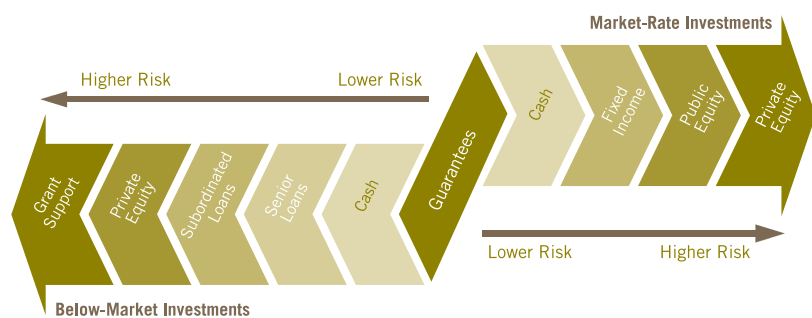 Market-Rate Investments
Higher Risk
Lower Risk
Grant
Support
Private
Equity
Subordinated
Loans
Senior
Loans
Cash
Guarantees
Cash
Fixed
Income
Public
Equity
Private
Equity
Lower Risk
Higher Risk
Below-Market Investments